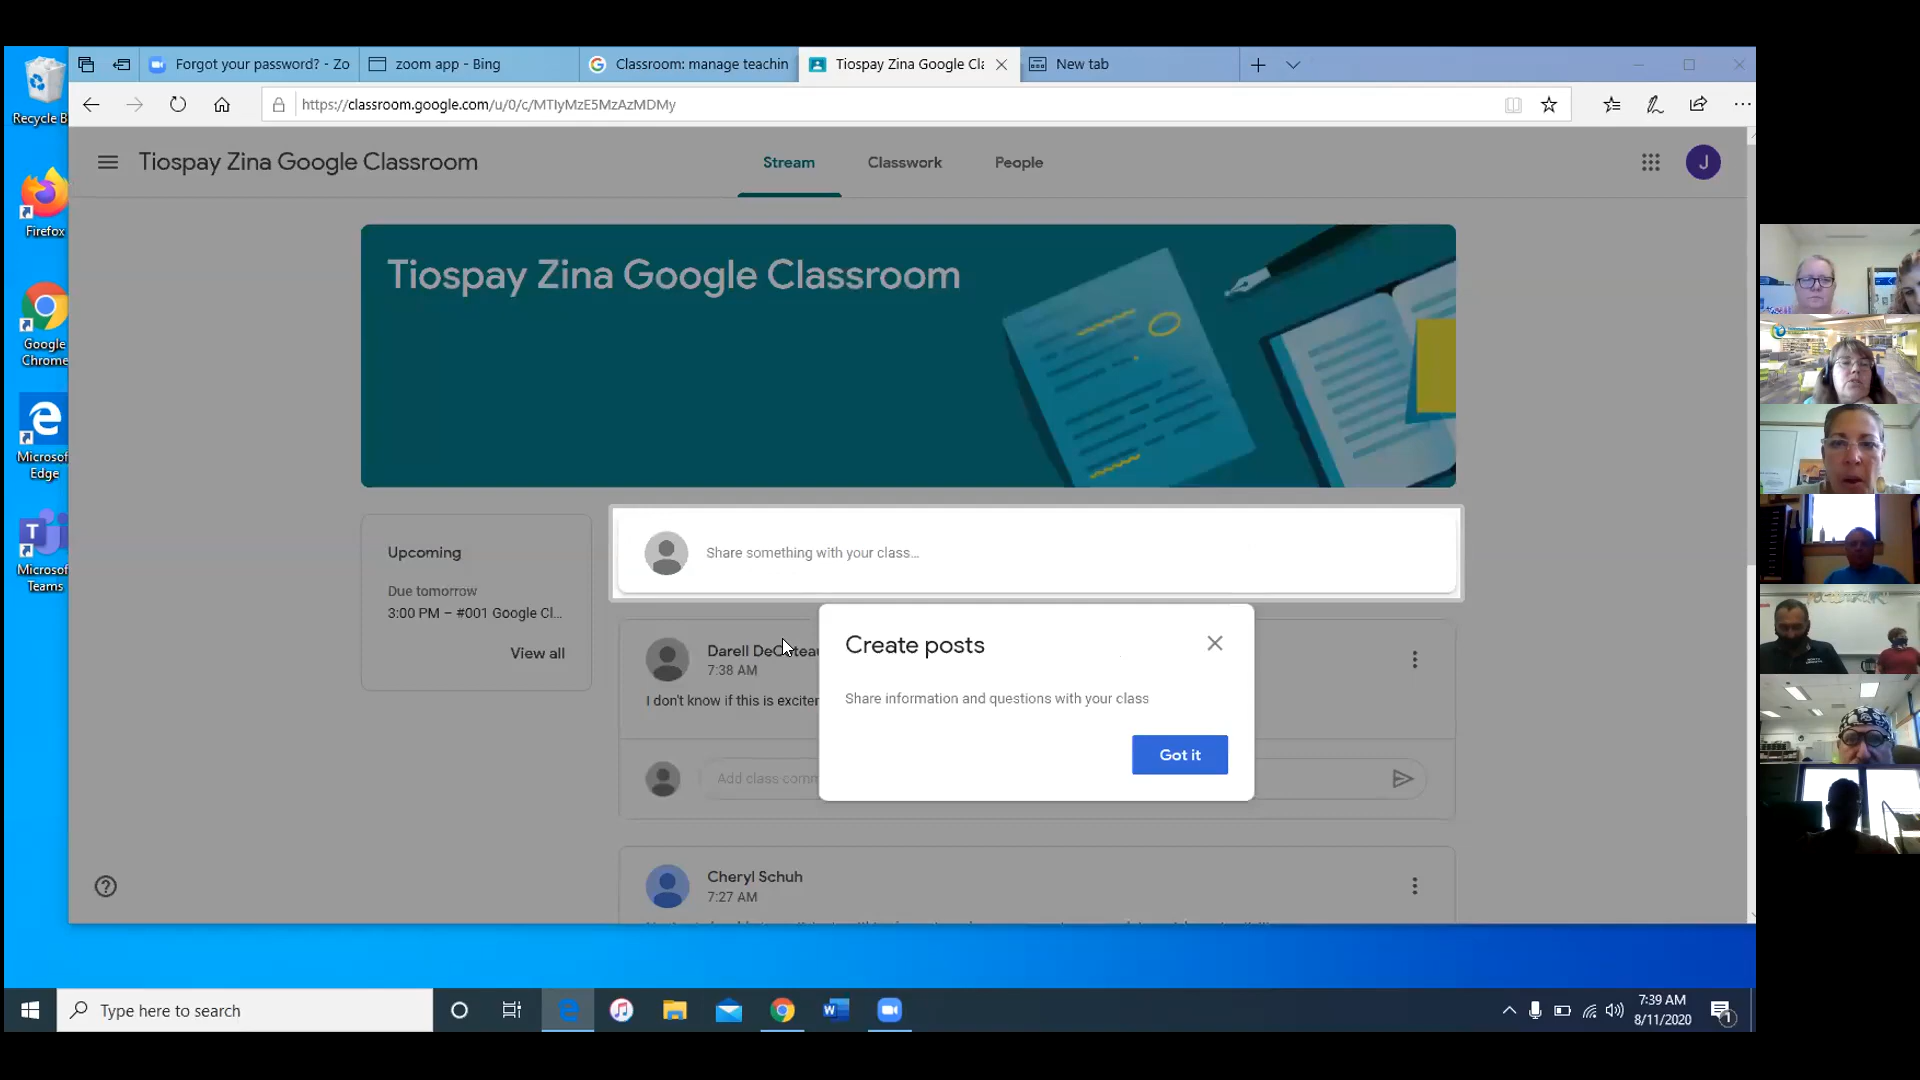 Forgot your password? - Zo
zoom app - Bing
Classroom: manage teachin
Tiospay Zina Google Cl
New tab
https://classroom.google.com/u/0/c/MTIyMzE5MzAzMDMy
Recycle B
Firefox
Google
Chrome
Microsof
Edge
Microsof
Teams
Tiospay Zina Google Classroom
Stream
Classwork
People
J
Tiospay Zina Google Classroom
Upcoming
Due tomorrow
3:00 PM – #001 Google Cl...
View all
Share something with your class...
Darell
7:38 AM
I don't know if this is exciter
Add class comm
Create posts
Share information and questions with your class
Got it
Cheryl Schuh
7:27 AM
Type here to search
7:39 AM
8/11/2020
1